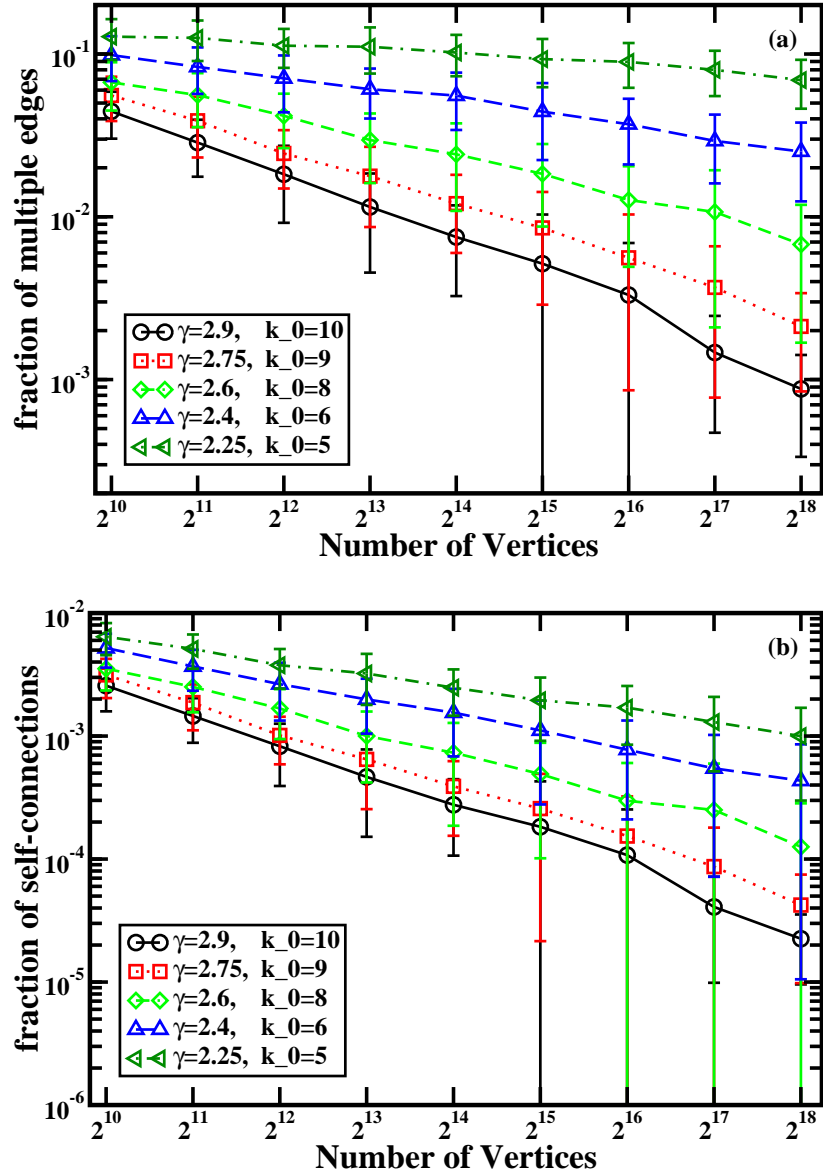 (a)
fraction of multiple edges
10^-1
10^-2
10^-3
γ=2.9, k_0=10
γ=2.75, k_0=9
γ=2.6, k_0=8
γ=2.4, k_0=6
γ=2.25, k_0=5
2^10 2^11 2^12 2^13 2^14 2^15 2^16 2^17 2^18
Number of Vertices
(b)
fraction of self-connections
10^-2
10^-3
10^-4
10^-5
10^-6
γ=2.9, k_0=10
γ=2.75, k_0=9
γ=2.6, k_0=8
γ=2.4, k_0=6
γ=2.25, k_0=5
2^10 2^11 2^12 2^13 2^14 2^15 2^16 2^17 2^18
Number of Vertices